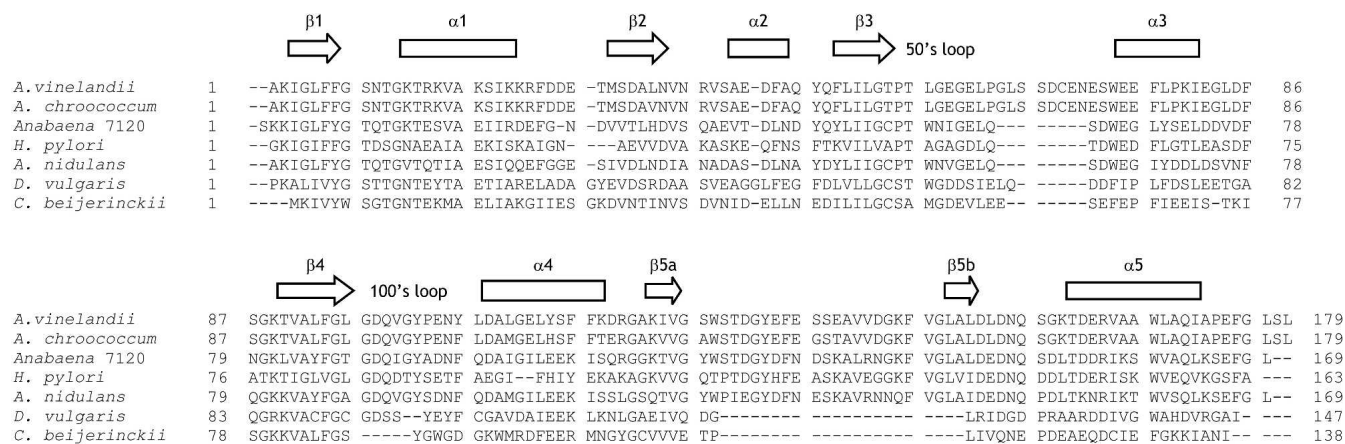 β1 α1 β2 α2 β3 50's loop α3
A.vinelandii 1 --AKIGLFFG SNTGKTRKVA KSIKKRFDDE -TMSDALNVN RVSAE-DFAQ YQFLILGTPT LGEGELPGLS SDCENESWEE FLPKIEGLDF 86
A. chroococcum 1 --AKIGLFFG SNTGKTRKVA KSIKKRFDDE -TMSDAVNVN RVSAE-DFAQ YQFLILGTPT LGEGELPGLS SDCENESWEE FLPKIEGLDF 86
Anabaena 7120 1 -SKKIGLFYG TQTGKTESVA EIIRDEFG-N -DVVTLHDVS QAEVT-DLND YQYLIIGCPT WNIGELQ--- ----SDWEG LYSELDDVDF 78
H. pylori 1 -GKIGIFFG TDSGNAEAIA EKISKAIGN- --AEVVDVA KASKE-QFNS FTKVILVAPT AGAGDLQ--- -----SDWED FLGTLEASDF 75
A. nidulans 1 --AKIGLFYG TQTGVTQTIA ESIQQEFGGE -SIVDLNDIA NADAS-DLNA YDYLIIGCPT WNVGELQ--- -----SDWEG IYDDLDSVNF 78
D. vulgaris 1 -PKALIVYG STTGNTEYTA ETIARELADA GYEVDSRDAA SVEAGGLFEG FDLVLLGCST WGDDSIELQ- ------DDFIP LFDSLEETGA 82
C. beijerinckii 1 ----MKIVYW SGTGNTEKMA ELIAKGIIES GKDVNTINVS DVNID-ELLN EDILILGCSA MGDEVLEE-- ------SEFEP FIEEIS-TKI 77
β4 100's loop α4 β5a β5b α5
A.vinelandii 87 SGKTVALFGL GDQVGYPENY LDALGELYSF FKDRGAKIVG SWSTDGYEFE SSEAVVDGKF VGLALDLDNQ SGKTDERVAA WLAQIAPEFG LSL 179
A. chroococcum 87 SGKTVALFGL GDQVGYPENF LDAMGELHSF FTERGAKVVG AWSTDGYEFE GSTAVVDGKF VGLALDLDNQ SGKTDERVAA WLAQIAPEFG LSL 179
Anabaena 7120 79 NGKLVAYFGT GDQIGYADNF QDAIGILEEK ISQRGGKTVG YWSTDGYDFN DSKALRNGKF VGLALDEDNQ SDLTDDRIKS WVAQLKSEFG L-- 169
H. pylori 76 ATKTIGLVGL GDQDTYSETF AEGI--FHIY EKAKAGKVVG QTPTDGYHFE ASKAVEGGKF VGLVIDEDNQ DDLTDERISK WVEQVKGSFA --- 163
A. nidulans 79 QGKKVAYFGA GDQVGYSDNF QDAMGILEEK ISSLGSQTVG YWPIEGYDFN ESKAVRNNQF VGLAIDEDNQ PDLTKNRIKT WVSQLKSEFG L-- 169
D. vulgaris 83 QGRKVACFGC GDSS--YEYF CGAVDAIEEK LKNLGAEIVQ DG-------- ---------- --LRIDGD PRAARDDIVG WAHDVRGAI- --- 147
C. beijerinckii 78 SGKKVALFGS -----YGWGD GKWMRDFEER MNGYGCVVVE TP-------- ---------- --LIVQNE PDEAEQDCIE FGKKIANI-- --- 138